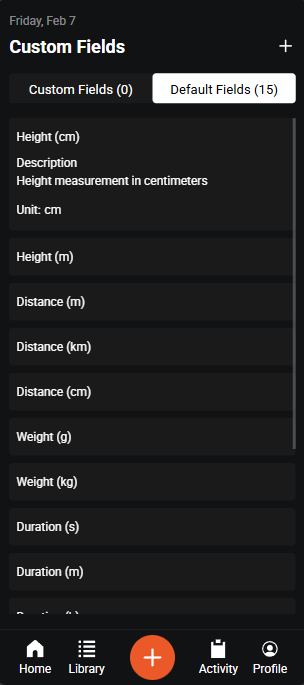 Friday, Feb 7
Custom Fields
Custom Fields (0) Default Fields (15)
Height (cm)
Description
Height measurement in centimeters
Unit: cm
Height (m)
Distance (m)
Distance (km)
Distance (cm)
Weight (g)
Weight (kg)
Duration (s)
Duration (m)
Home Library Activity Profile